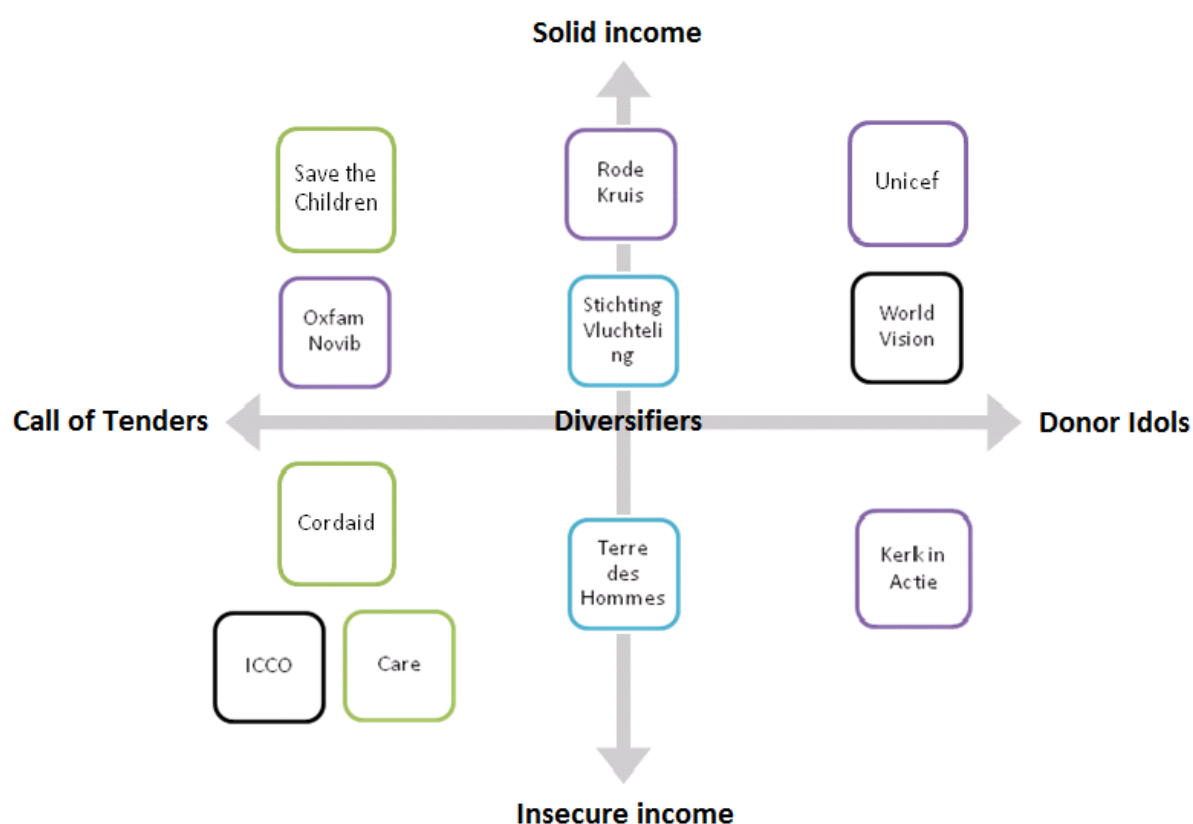 Solid income
Save the
Children
Rode
Kruis
Unicef
Oxfam
Novib
Stichting
Vluchteli
ng
World
Vision
Call of Tenders
Diversifiers
Donor Idols
Cordaid
Terre
des
Hommes
Kerk in
Actie
ICCO
Care
Insecure income